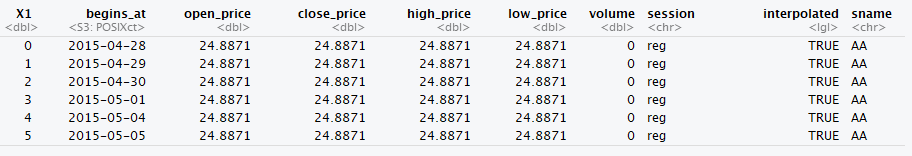 X1 begins_at open_price close_price high_price low_price volume session interpolated sname
<dbl> <S3: POSIXct> <dbl> <dbl> <dbl> <dbl> <dbl> <chr> <lgl> <chr>
0 2015-04-28 24.8871 24.8871 24.8871 24.8871 0 reg TRUE AA
1 2015-04-29 24.8871 24.8871 24.8871 24.8871 0 reg TRUE AA
2 2015-04-30 24.8871 24.8871 24.8871 24.8871 0 reg TRUE AA
3 2015-05-01 24.8871 24.8871 24.8871 24.8871 0 reg TRUE AA
4 2015-05-04 24.8871 24.8871 24.8871 24.8871 0 reg TRUE AA
5 2015-05-05 24.8871 24.8871 24.8871 24.8871 0 reg TRUE AA